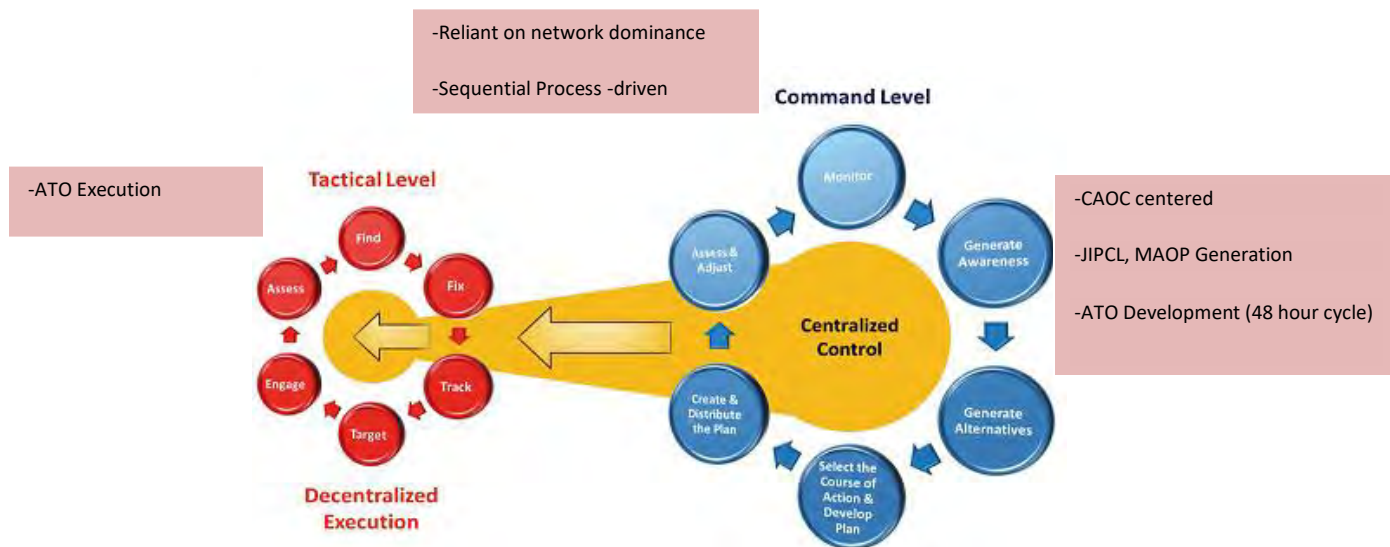 -Reliant on network dominance
-Sequential Process -driven
Command Level
-ATO Execution
Tactical Level
Find
Fix
Track
Target
Engage
Assess
Decentralized
Execution
Monitor
Generate
Awareness
Generate
Alternatives
Select the
Course of
Action &
Develop
Plan
Create &
Distribute
the Plan
Assess &
Adjust
Centralized
Control
-CAOC centered
-JIPCL, MAOP Generation
-ATO Development (48 hour cycle)